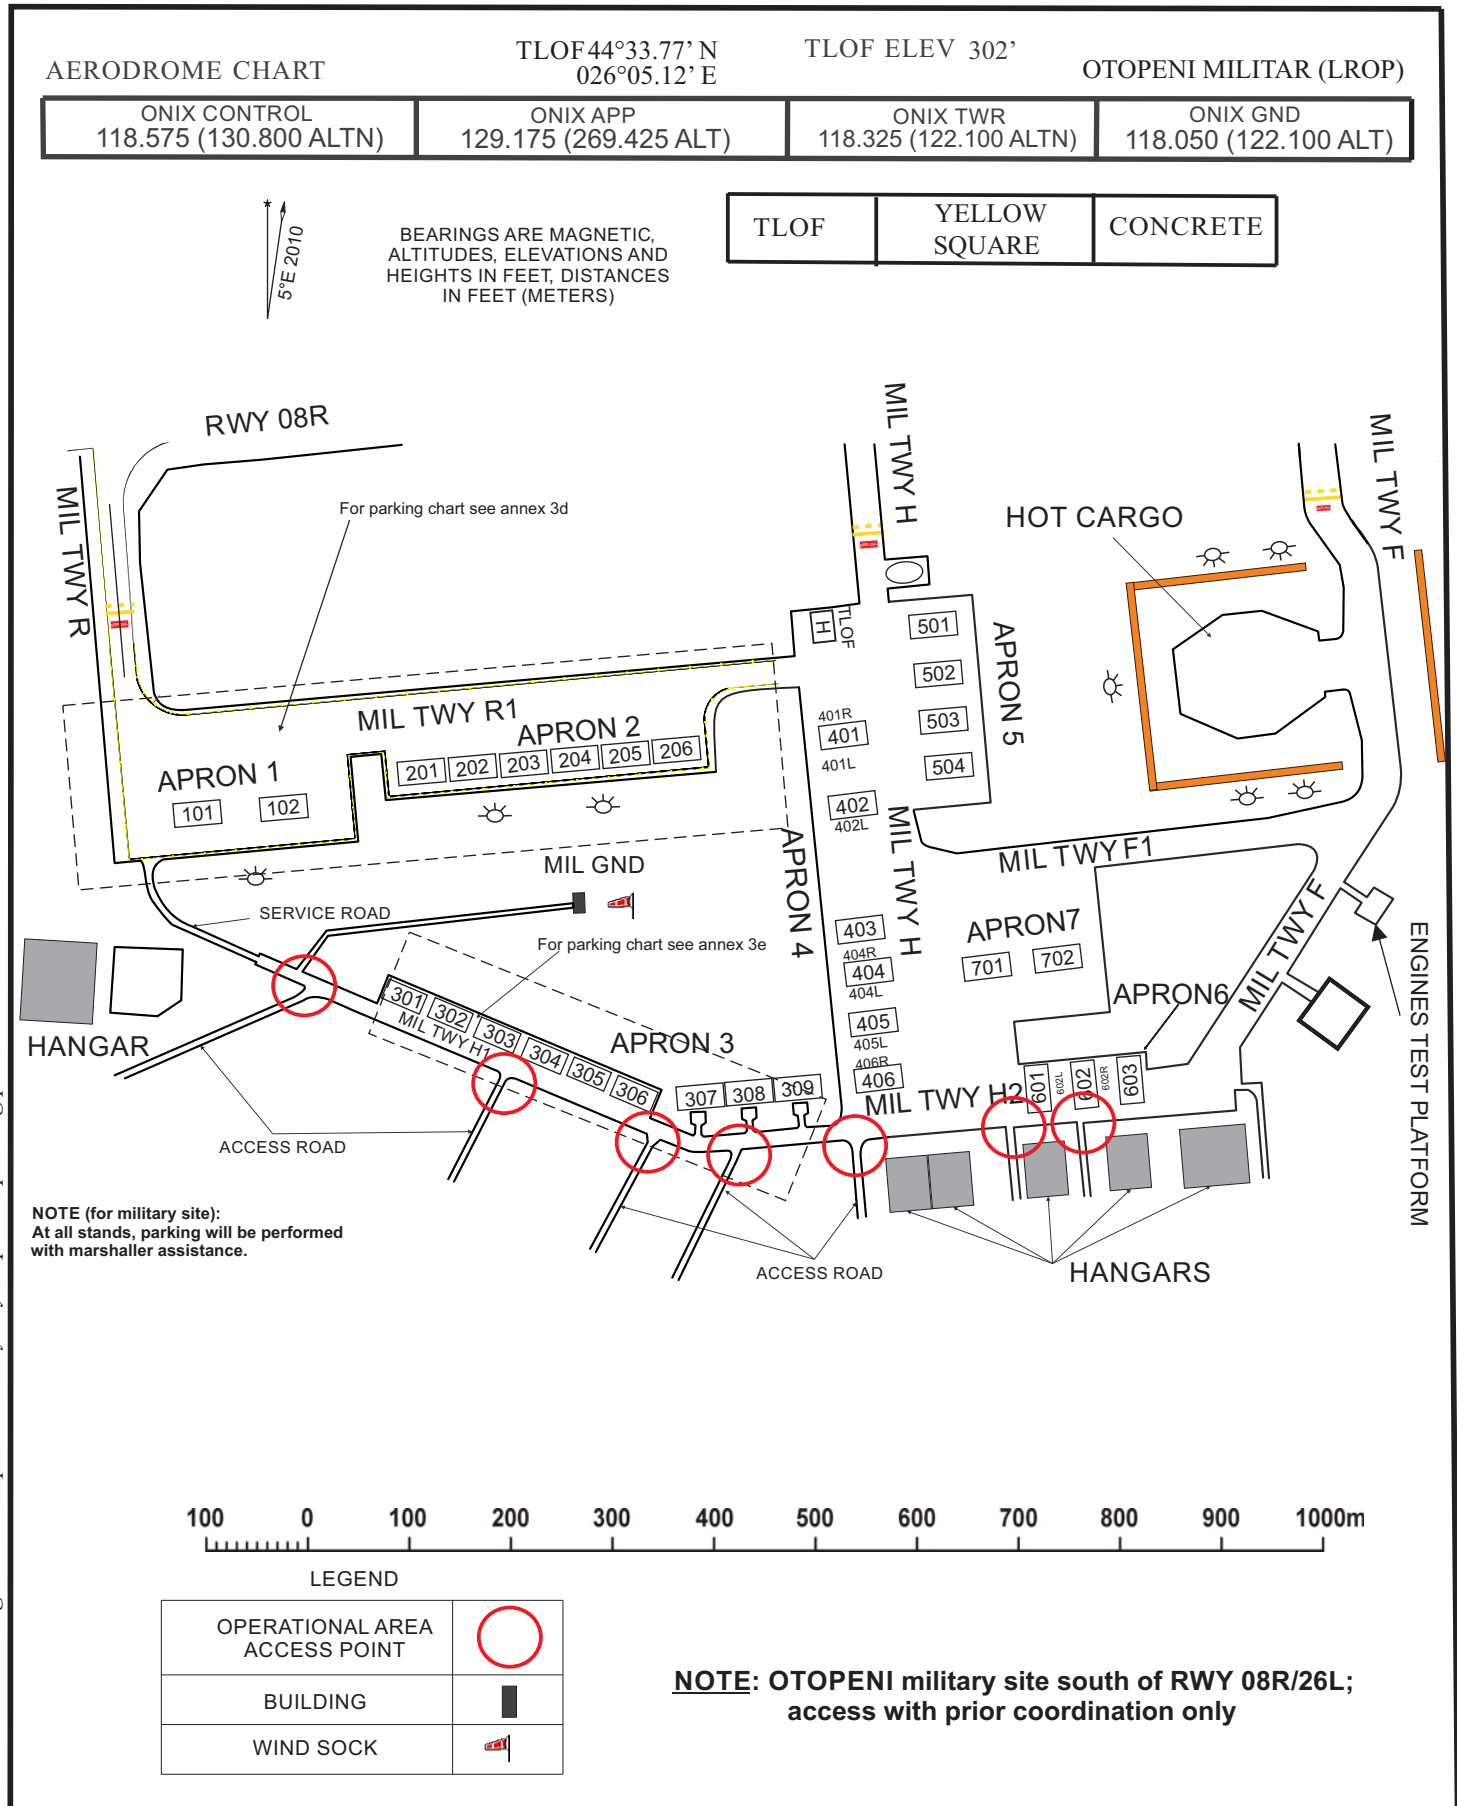 AERODROME CHART
TLOF44°33.77’ N
026°05.12’ E
TLOF ELEV 302’
OTOPENI MILITAR (LROP)
ONIX CONTROL
118.575 (130.800 ALTN)
ONIX APP
129.175 (269.425 ALT)
ONIX TWR
118.325 (122.100 ALTN)
ONIX GND
118.050 (122.100 ALT)
5°E 2010
BEARINGS ARE MAGNETIC,
ALTITUDES, ELEVATIONS AND
HEIGHTS IN FEET, DISTANCES
IN FEET (METERS)
TLOF
YELLOW
SQUARE
CONCRETE
RWY 08R
MIL TWY R
For parking chart see annex 3d
MIL TWY H
HOT CARGO
MIL TWY F
H
TLOF
501
502
503
504
APRON 5
MIL TWY R1
APRON 2
201
202
203
204
205
206
APRON 1
101
102
401R
401
401L
402
402L
MIL TWY H
APRON 4
MIL TWY F1
MIL GND
SERVICE ROAD
For parking chart see annex 3e
403
404R
404
404L
405
405L
406R
406
APRON7
701
702
MIL TWY F
APRON6
ENGINES TEST PLATFORM
HANGAR
301
302
303
304
305
306
MIL TWY H1
APRON 3
307
308
309
MIL TWY H2
601
602L
602
602R
603
ACCESS ROAD
NOTE (for military site):
At all stands, parking will be performed
with marshaller assistance.
ACCESS ROAD
HANGARS
100 0 100 200 300 400 500 600 700 800 900 1000m
LEGEND
OPERATIONAL AREA
ACCESS POINT
BUILDING
WIND SOCK
NOTE: OTOPENI military site south of RWY 08R/26L;
access with prior coordination only